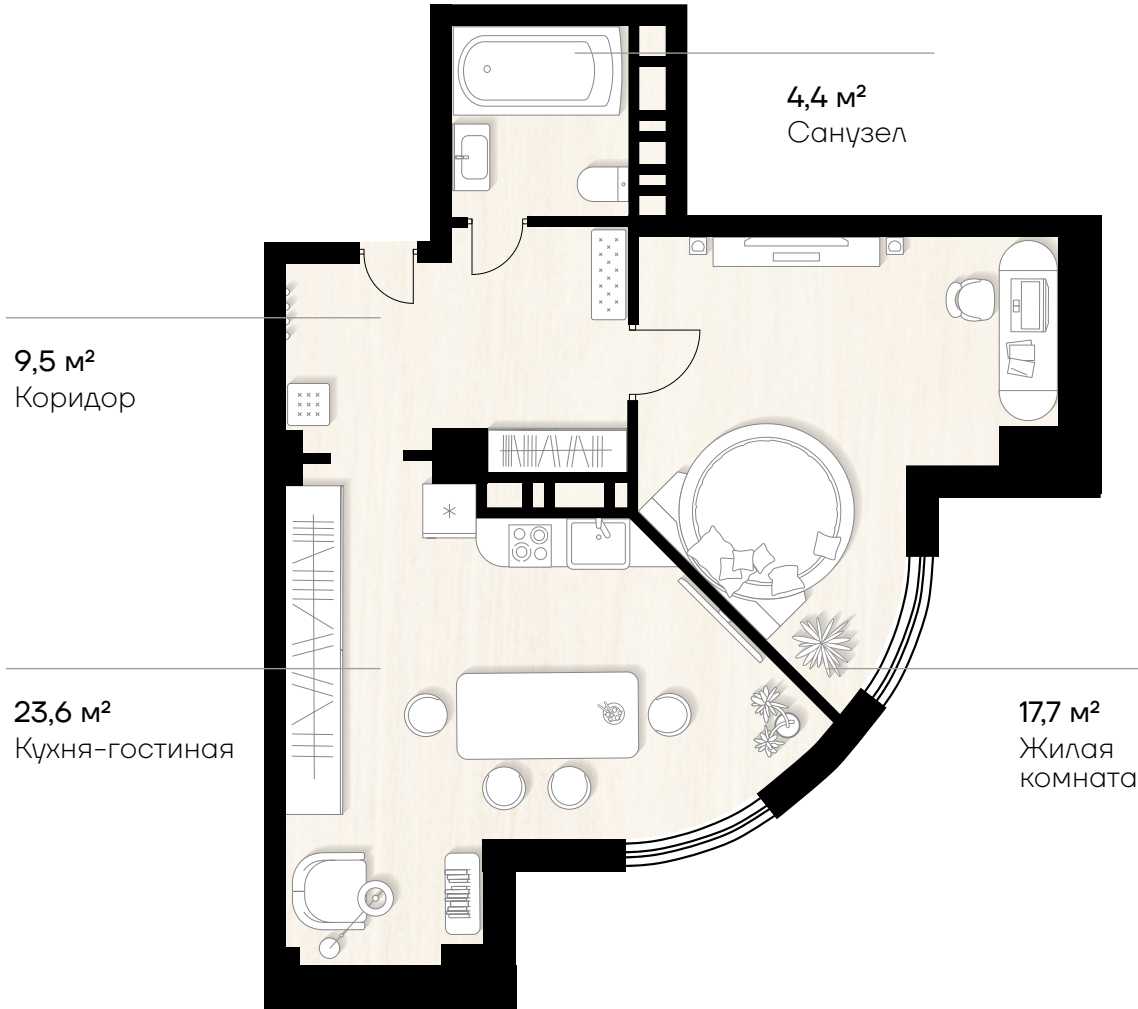 4,4 м²
Санузел
9,5 м²
Коридор
23,6 м²
Кухня-гостиная
17,7 м²
Жилая
комната